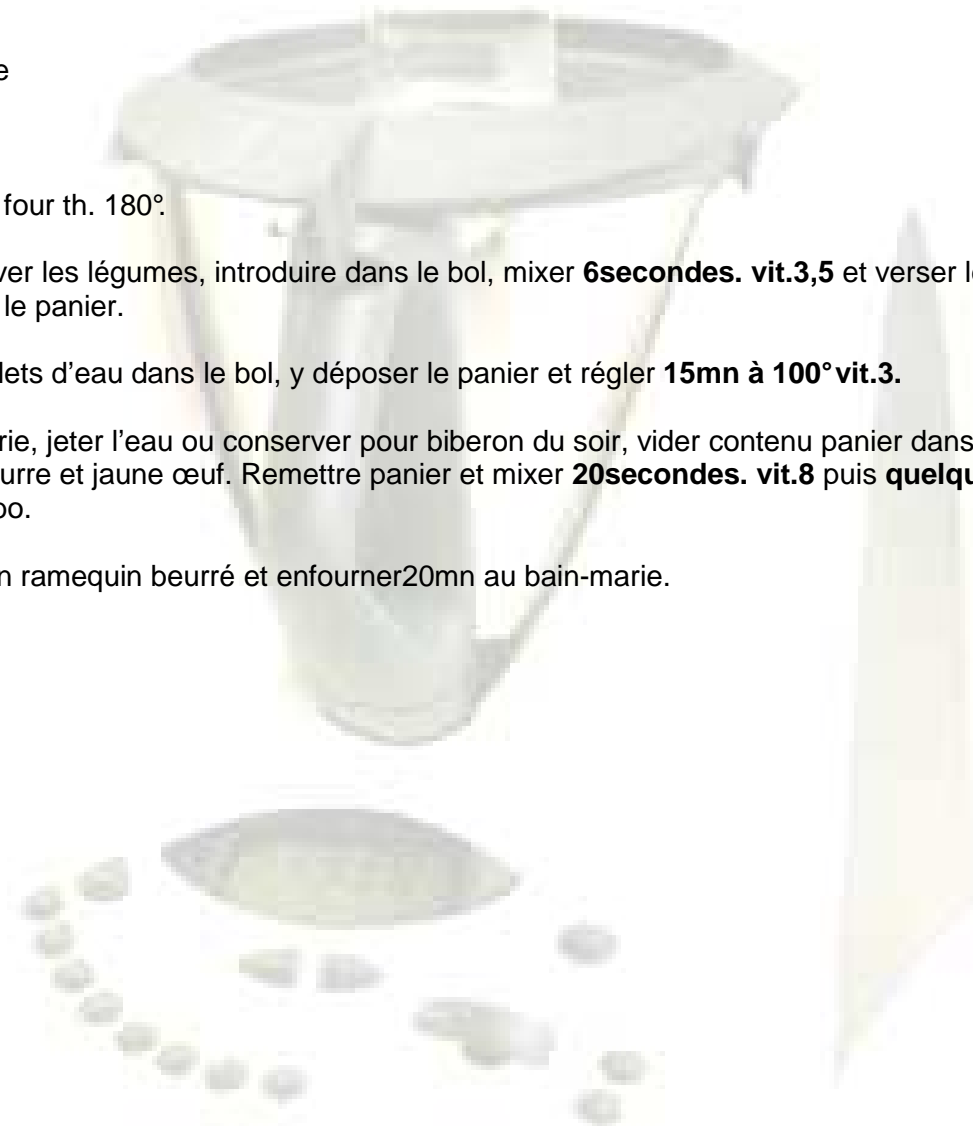 e
four th. 180°.
ver les légumes, introduire dans le bol, mixer 6secondes. vit.3,5 et verser le
le panier.
lets d'eau dans le bol, y déposer le panier et régler 15mn à 100°vit.3.
rie, jeter l'eau ou conserver pour biberon du soir, vider contenu panier dans
urre et jaune œuf. Remettre panier et mixer 20secondes. vit.8 puis quelqu
oo.
n ramequin beurré et enfourner20mn au bain-marie.